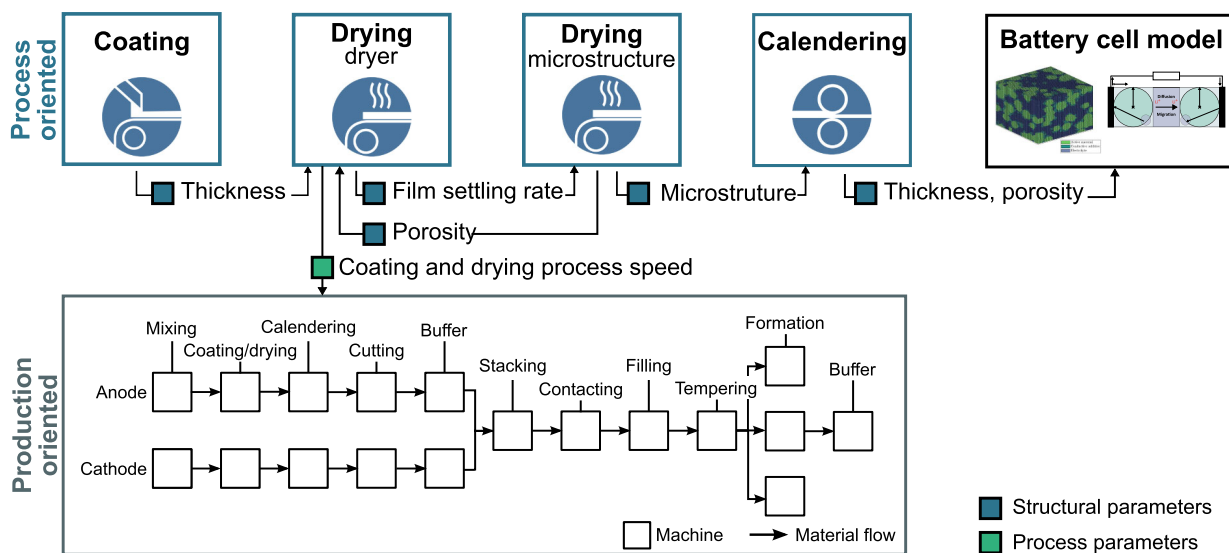 Process
oriented
Coating
Drying
dryer
Drying
microstructure
Calendering
Battery cell model
Diffusion
Migration
Thickness
Film settling rate
Microstruture
Thickness, porosity
Porosity
Coating and drying process speed
Production
oriented
Mixing
Coating/drying
Calendering
Cutting
Buffer
Stacking
Contacting
Filling
Tempering
Formation
Buffer
Anode
Cathode
Machine
Material flow
Structural parameters
Process parameters